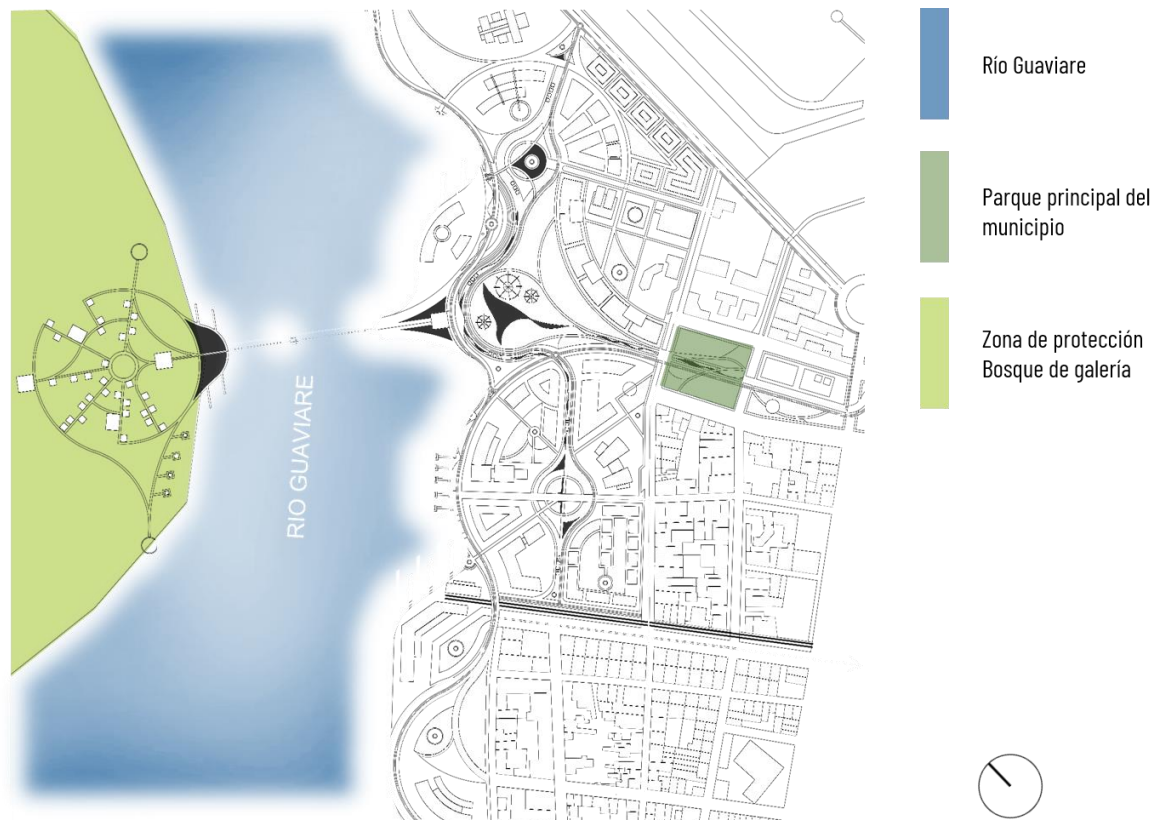 RIO GUAVIARE
Río Guaviare
Parque principal del
municipio
Zona de protección
Bosque de galería